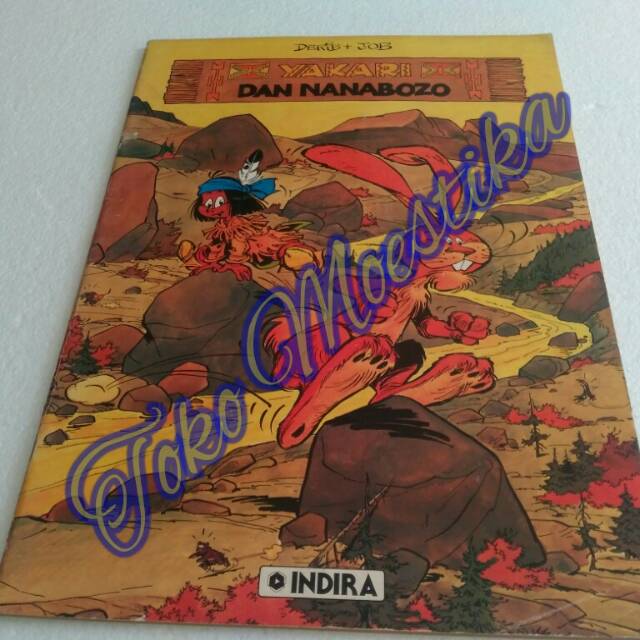 DERIB + JOB
YAKARI
DAN NANABOZO
Toko Moestika
INDIRA